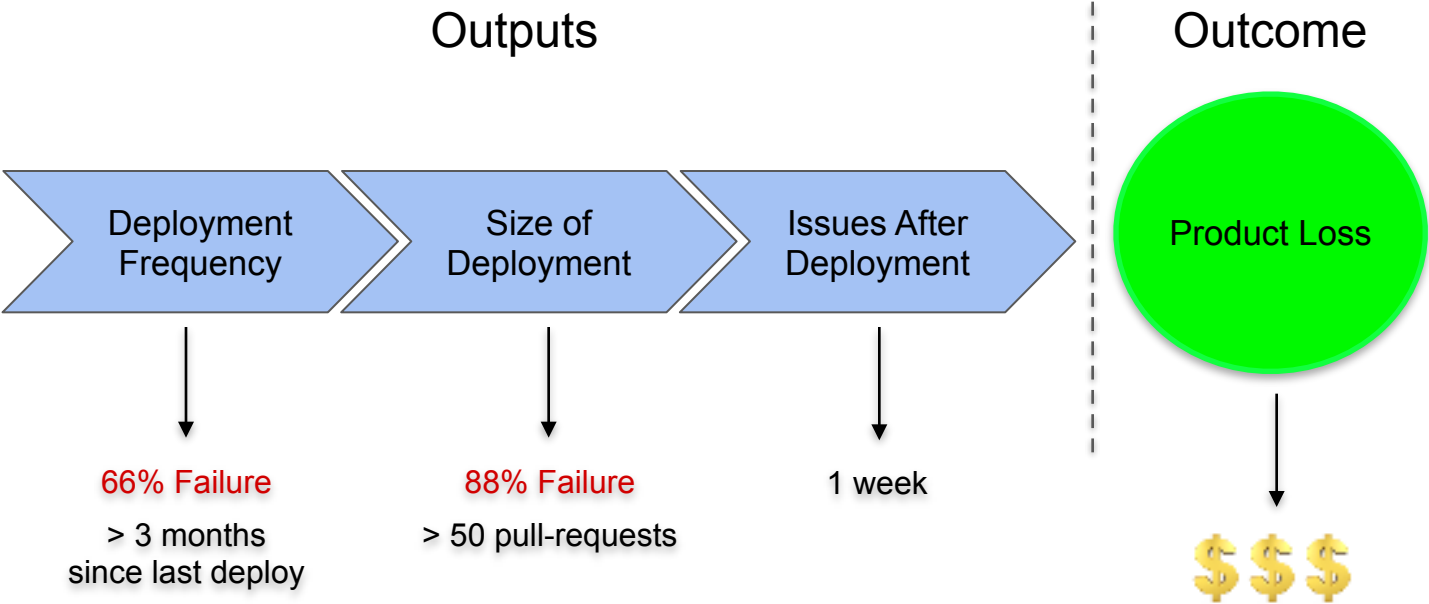 Outputs
Outcome
Deployment
Frequency
Size of
Deployment
Issues After
Deployment
Product Loss
66% Failure
> 3 months
since last deploy
88% Failure
> 50 pull-requests
1 week
$$$